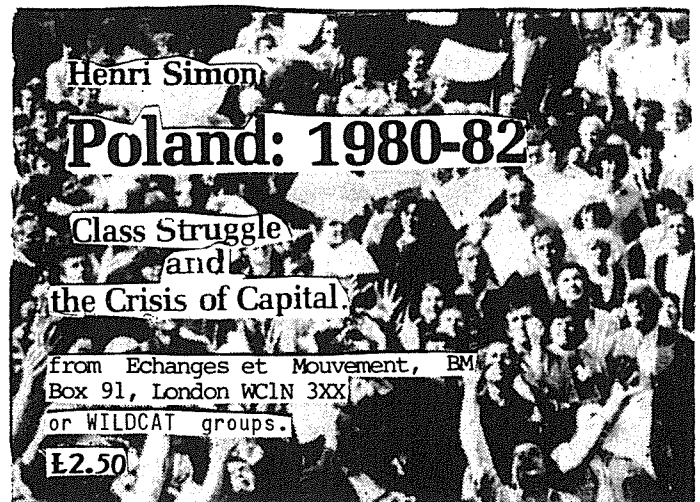 Henri Simon
Poland: 1980-82
Class Struggle
and
the Crisis of Capital.
from Echanges et Mouvement, BM
Box 91, London WC1N 3XX
or WILDCAT groups.
£2.50